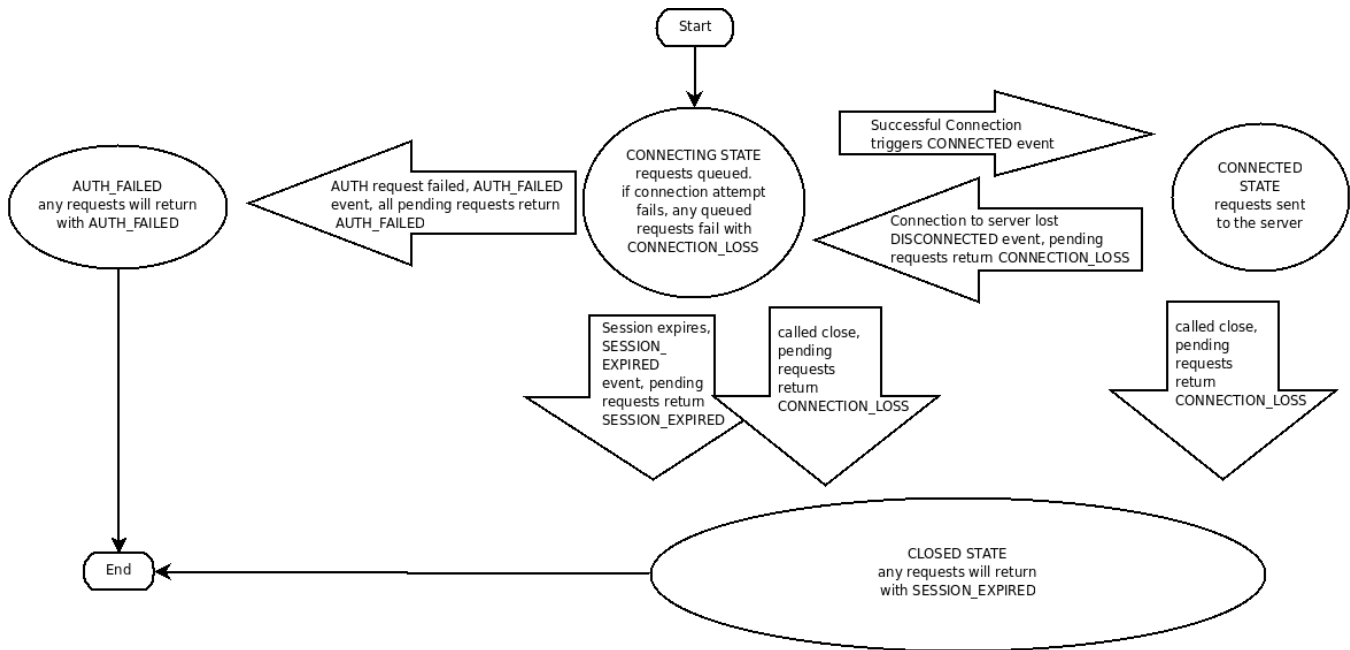 Start
AUTH_FAILED
any requests will return
with AUTH_FAILED
AUTH request failed, AUTH_FAILED
event, all pending requests return
AUTH_FAILED
CONNECTING STATE
requests queued.
if connection attempt
fails, any queued
requests fail with
CONNECTION_LOSS
Successful Connection
triggers CONNECTED event
Connection to server lost
DISCONNECTED event, pending
requests return CONNECTION_LOSS
CONNECTED
STATE
requests sent
to the server
Session expires,
SESSION_
EXPIRED
event, pending
requests return
SESSION_EXPIRED
called close,
pending
requests
return
CONNECTION_LOSS
called close,
pending
requests
return
CONNECTION_LOSS
End
CLOSED STATE
any requests will return
with SESSION_EXPIRED